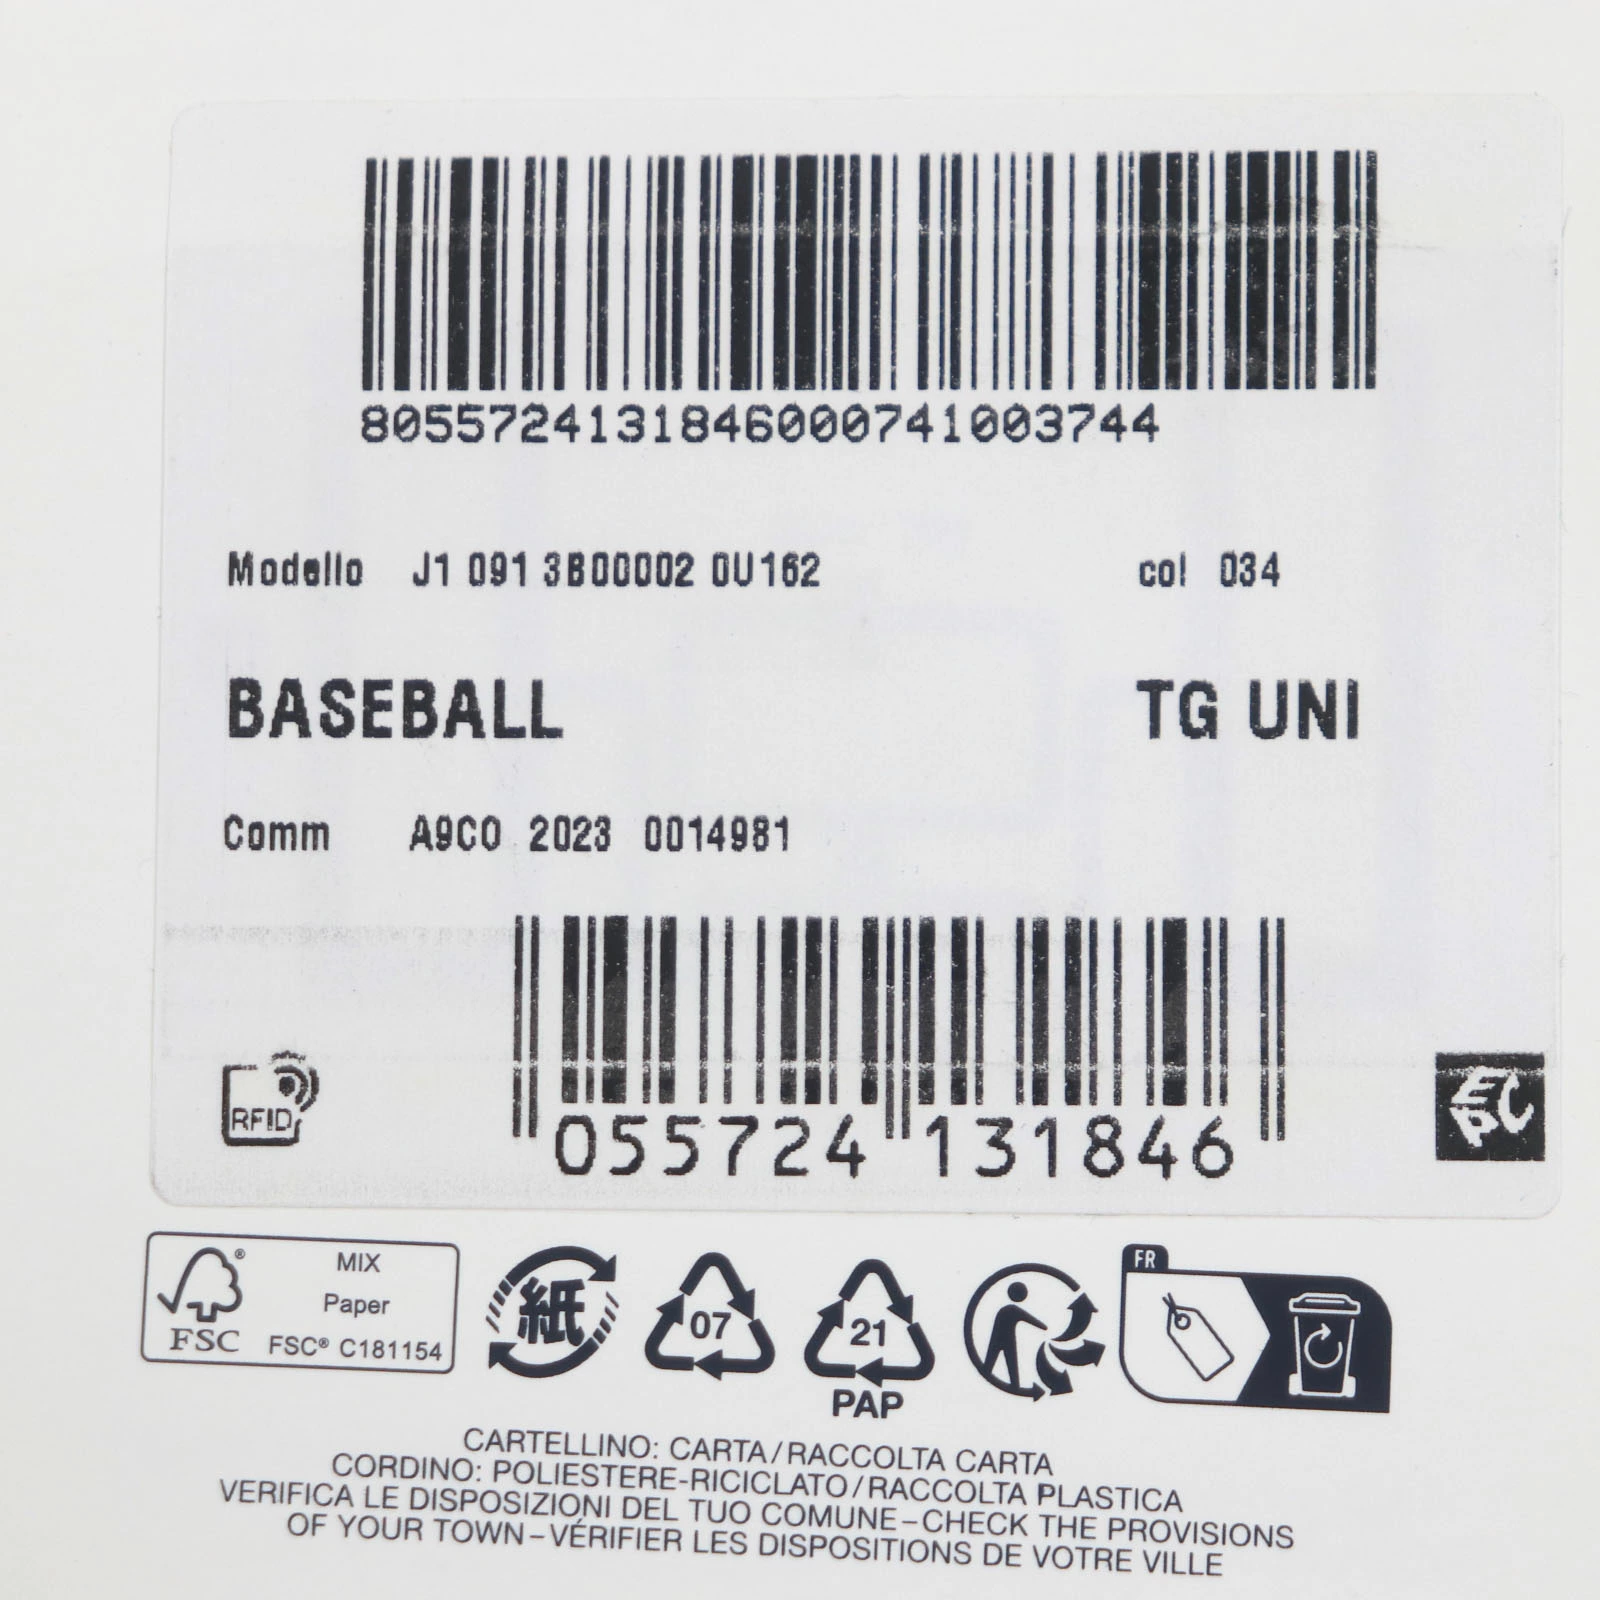 8055724131846000741003744
Modello J1 091 3B00002 0U162 col 034
BASEBALL TG UNI
Comm A9C0 2023 0014981
RFID
EPC
055724 131846
FSC®
MIX
Paper
FSC® C181154
紙
07
21
PAP
FR
CARTELLINO: CARTA/RACCOLTA CARTA
CORDINO: POLIESTERE-RICICLATO/RACCOLTA PLASTICA
VERIFICA LE DISPOSIZIONI DEL TUO COMUNE–CHECK THE PROVISIONS
OF YOUR TOWN–VÉRIFIER LES DISPOSITIONS DE VOTRE VILLE